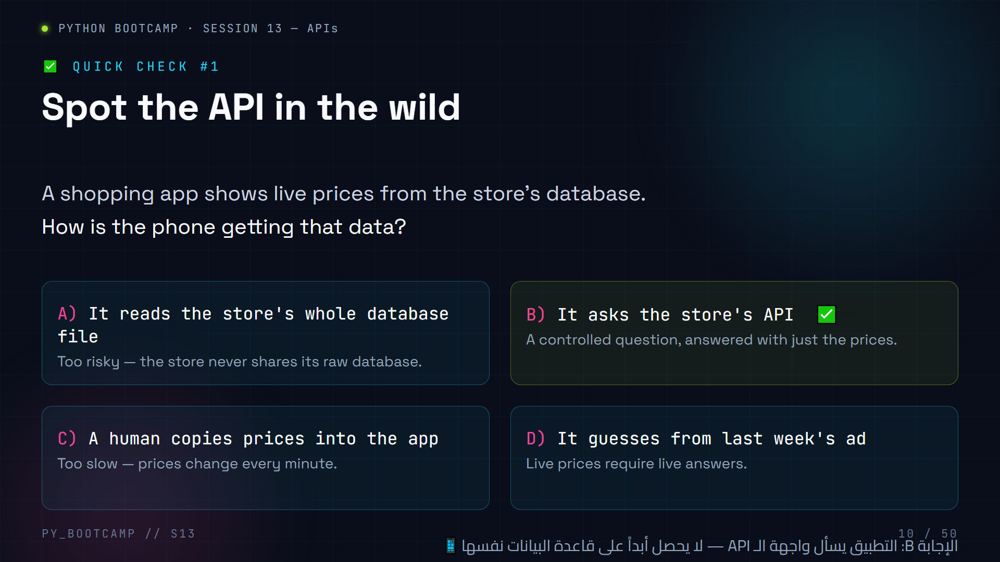 PYTHON BOOTCAMP · SESSION 13 — APIs
✅ QUICK CHECK #1
Spot the API in the wild
A shopping app shows live prices from the store’s database.
How is the phone getting that data?
A) It reads the store's whole database
file
Too risky — the store never shares its raw database.
B) It asks the store's API ✅
A controlled question, answered with just the prices.
C) A human copies prices into the app
Too slow — prices change every minute.
D) It guesses from last week's ad
Live prices require live answers.
PY_BOOTCAMP // S13
10 / 50
الإجابة B: التطبيق يسأل واجهة الـ API — لا يحصل أبداً على قاعدة البيانات نفسها 📱